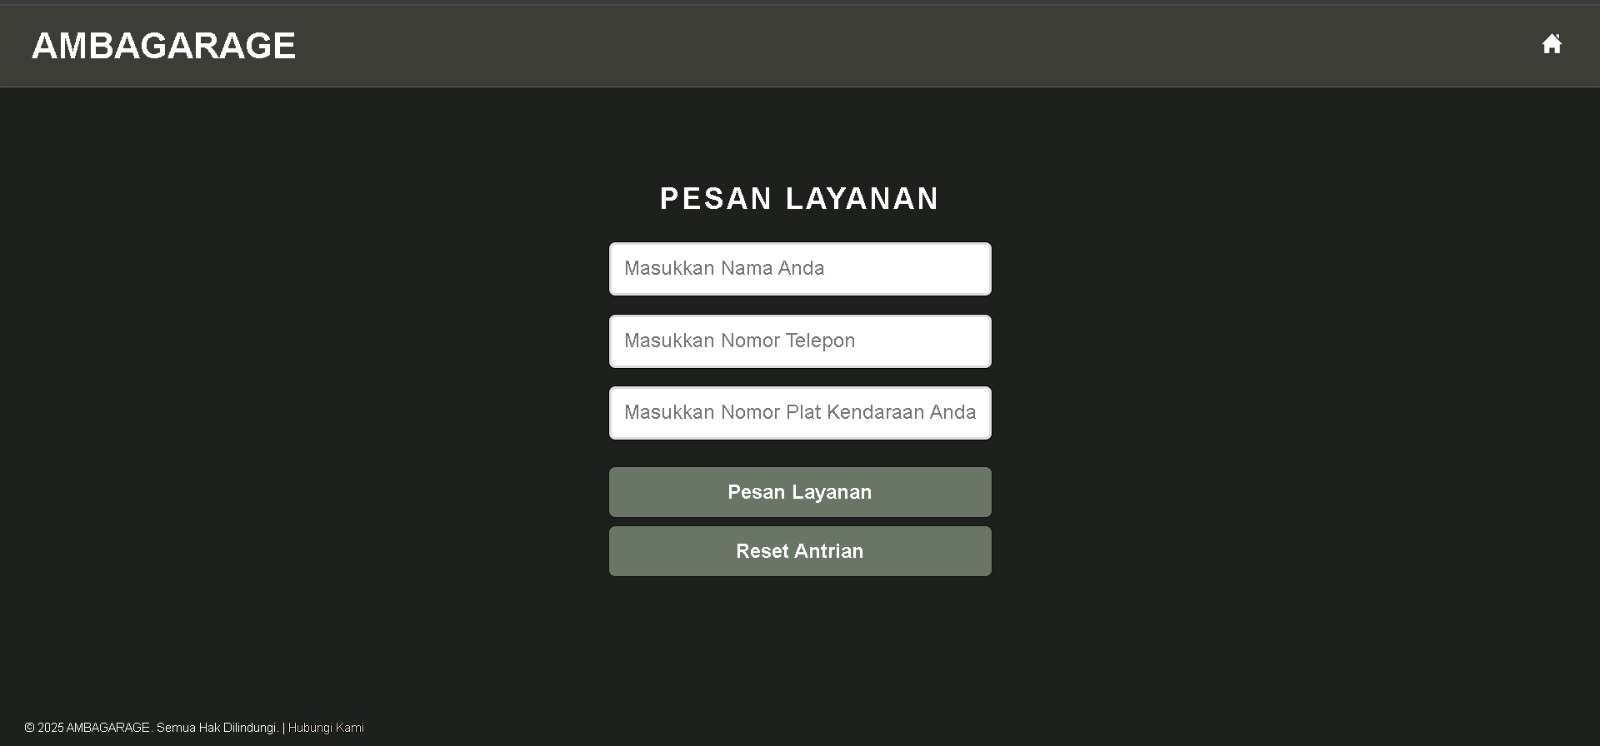 AMBAGARAGE
PESAN LAYANAN
Masukkan Nama Anda
Masukkan Nomor Telepon
Masukkan Nomor Plat Kendaraan Anda
Pesan Layanan
Reset Antrian
© 2025 AMBAGARAGE. Semua Hak Dilindungi. | Hubungi Kami